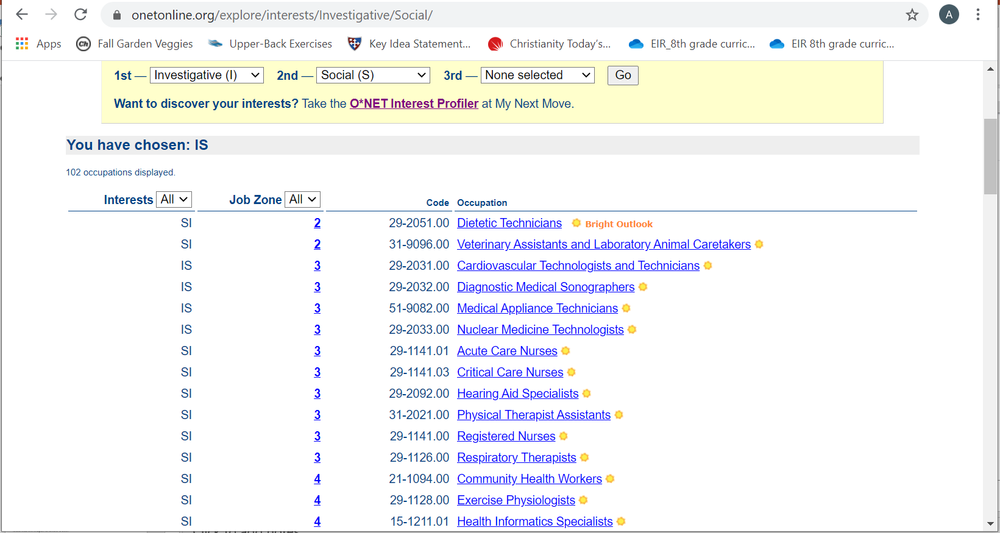 onetonline.org/explore/interests/Investigative/Social/
A
Apps Ch Fall Garden Veggies Upper-Back Exercises Key Idea Statement... Christianity Today's... EIR_8th grade curric... EIR 8th grade curric...
1st — Investigative (I) 2nd — Social (S) 3rd — None selected Go
Want to discover your interests? Take the O*NET Interest Profiler at My Next Move.
You have chosen: IS
102 occupations displayed.
Interests All Job Zone All Code Occupation
SI 2 29-2051.00 Dietetic Technicians Bright Outlook
SI 2 31-9096.00 Veterinary Assistants and Laboratory Animal Caretakers
IS 3 29-2031.00 Cardiovascular Technologists and Technicians
IS 3 29-2032.00 Diagnostic Medical Sonographers
IS 3 51-9082.00 Medical Appliance Technicians
IS 3 29-2033.00 Nuclear Medicine Technologists
SI 3 29-1141.01 Acute Care Nurses
SI 3 29-1141.03 Critical Care Nurses
SI 3 29-2092.00 Hearing Aid Specialists
SI 3 31-2021.00 Physical Therapist Assistants
SI 3 29-1141.00 Registered Nurses
SI 3 29-1126.00 Respiratory Therapists
SI 4 21-1094.00 Community Health Workers
SI 4 29-1128.00 Exercise Physiologists
SI 4 15-1211.01 Health Informatics Specialists